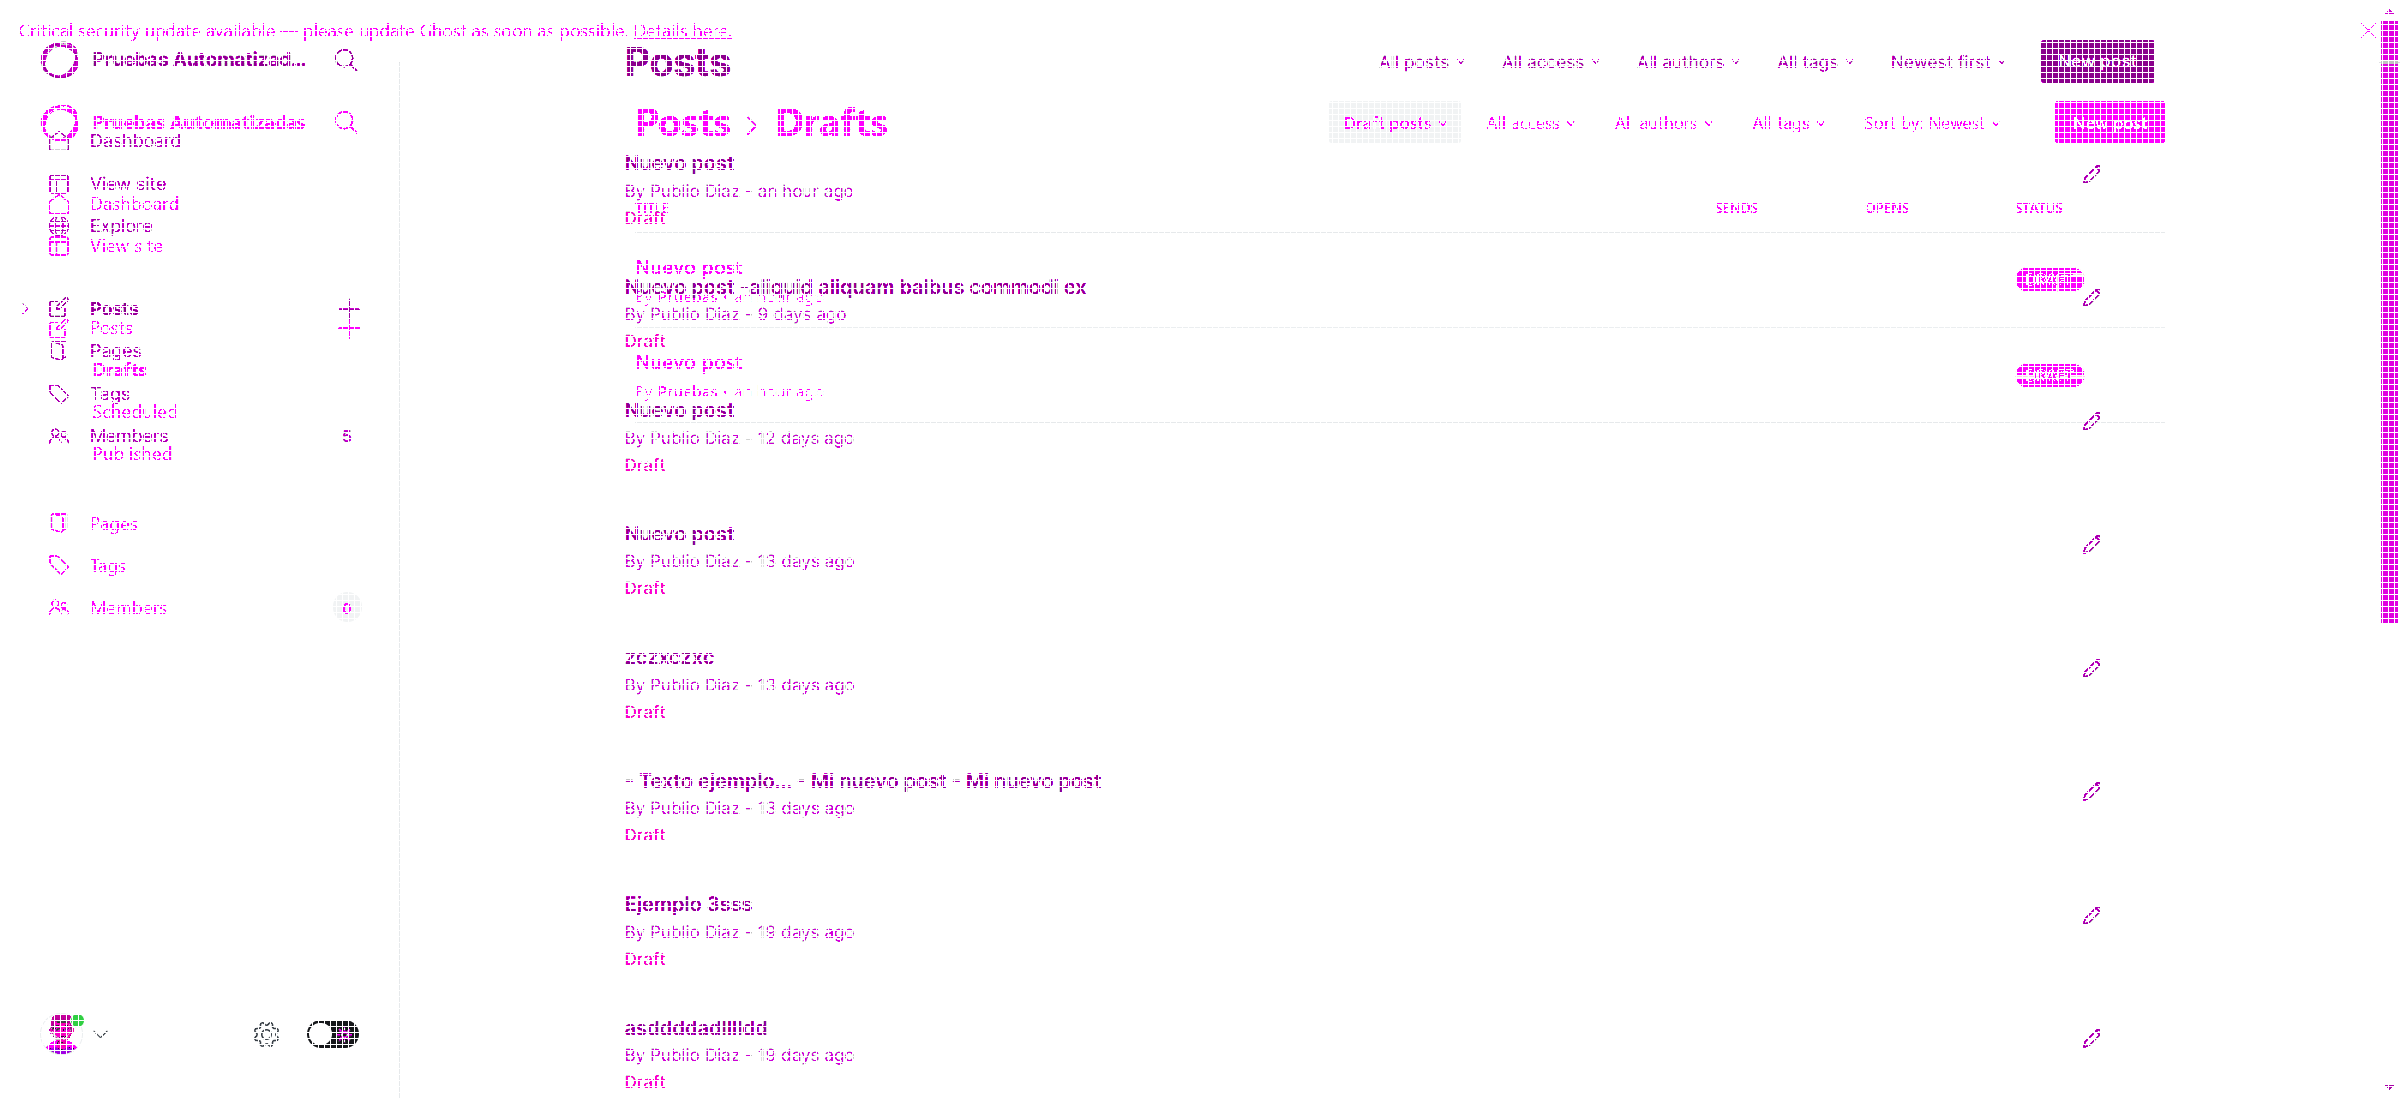 Critical security update available — please update Ghost as soon as possible. Details here.
Pruebas Automatizad...
Posts
All posts
All access
All authors
All tags
Newest first
New post
Pruebas Automatizadas
Posts › Drafts
Draft posts
All access
All authors
All tags
Sort by: Newest
New post
Dashboard
View site
Dashboard
Explore
View site
Posts
Posts
Pages
Drafts
Tags
Scheduled
Members
Published
Pages
Tags
Members 0
Nuevo post
By Publio Diaz - an hour ago
Draft
TITLE
SENDS
OPENS
STATUS
Nuevo post
By Pruebas - an hour ago
Nuevo post -aliquid aliquam balbus commodi ex
By Publio Diaz - 9 days ago
Draft
Nuevo post
By Pruebas - an hour ago
Nuevo post
By Publio Diaz - 12 days ago
Draft
Nuevo post
By Publio Diaz - 13 days ago
Draft
zczxczxc
By Publio Diaz - 13 days ago
Draft
- Texto ejemplo... - Mi nuevo post - Mi nuevo post
By Publio Diaz - 13 days ago
Draft
Ejemplo 3sss
By Publio Diaz - 19 days ago
Draft
By Publio Diaz - 19 days ago
Draft